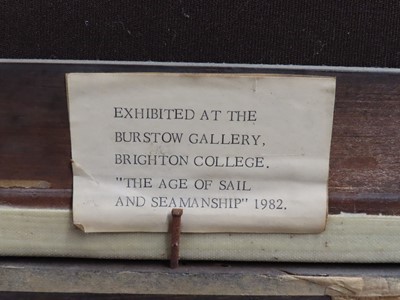 EXHIBITED AT THE
BURSTOW GALLERY,
BRIGHTON COLLEGE.
"THE AGE OF SAIL
AND SEAMANSHIP" 1982.